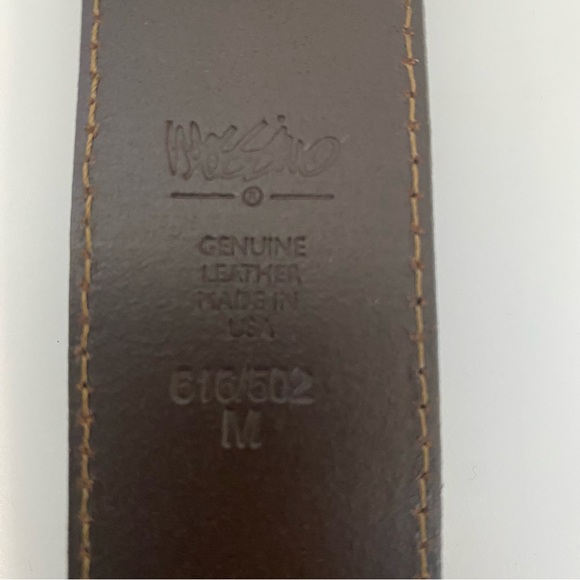 Mossimo
®
GENUINE
LEATHER
MADE IN
USA
616/502
M